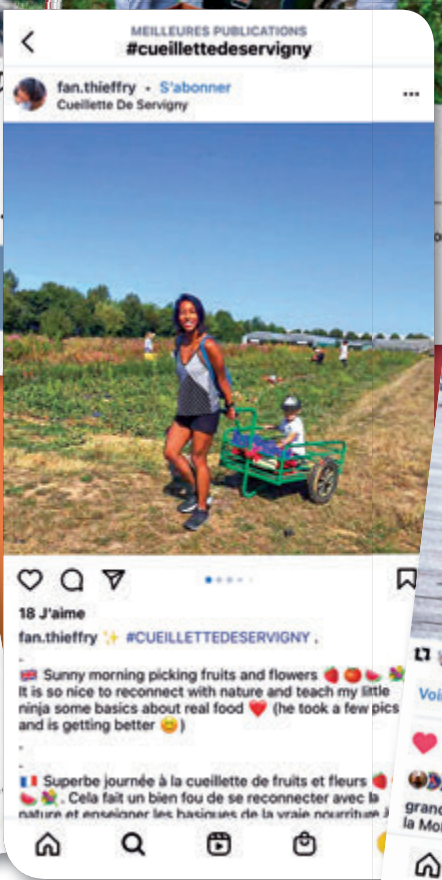 MEILLEURES PUBLICATIONS
#cueillettedeservigny
fan.thieffry • S'abonner
Cueillette De Servigny
18 J'aime
fan.thieffry ✨ #CUEILLETTEDESERVIGNY .
.
🇬🇧 Sunny morning picking fruits and flowers 🍓🍅🍉💐
It is so nice to reconnect with nature and teach my little
ninja some basics about real food ❤️ (he took a few pics
and is getting better 😊)
.
.
🇫🇷 Superbe journée à la cueillette de fruits et fleurs 🍓
🍉💐. Cela fait un bien fou de se reconnecter avec la
nature et enseigner les basiques de la vraie nourriture
Voi
grand
la Mo